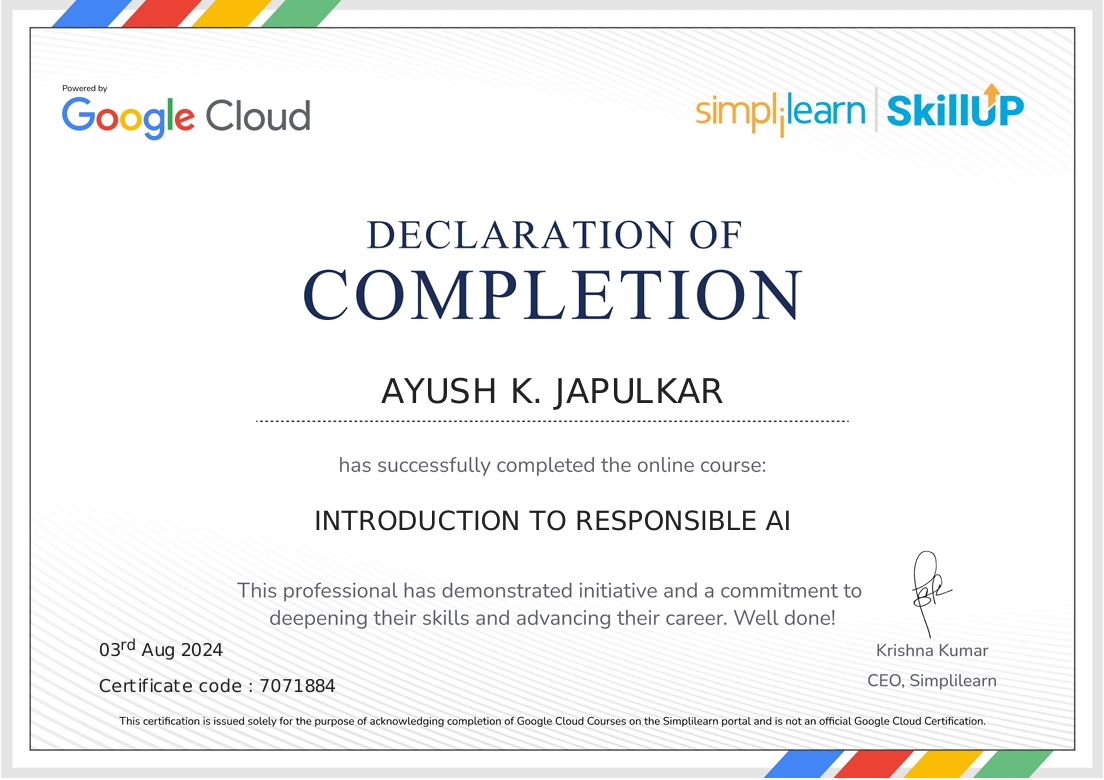 Powered by
Google Cloud
simplilearn | SkillUP
DECLARATION OF
COMPLETION
AYUSH K. JAPULKAR
has successfully completed the online course:
INTRODUCTION TO RESPONSIBLE AI
This professional has demonstrated initiative and a commitment to
deepening their skills and advancing their career. Well done!
03rd Aug 2024
Certificate code : 7071884
Krishna Kumar
CEO, Simplilearn
This certification is issued solely for the purpose of acknowledging completion of Google Cloud Courses on the Simplilearn portal and is not an official Google Cloud Certification.